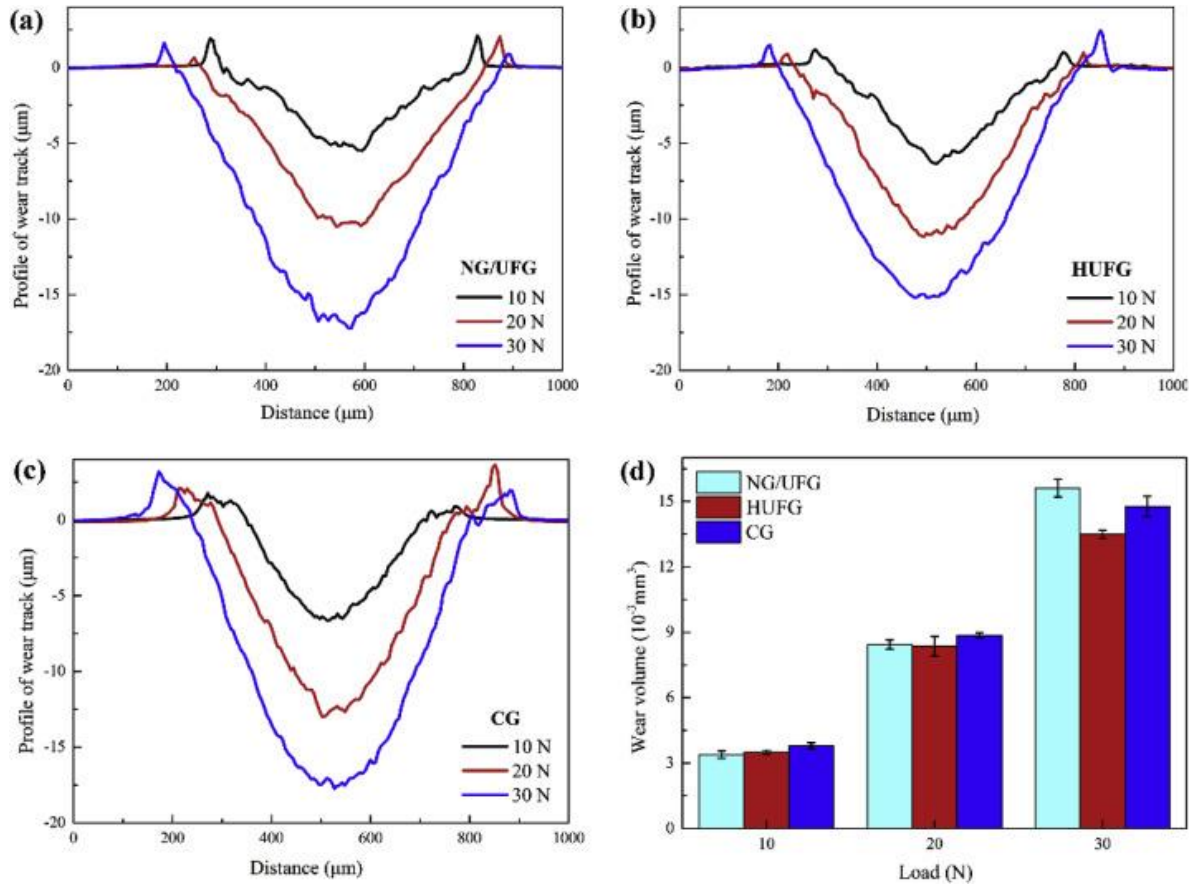 (a)
0
-5
-10
-15
-20
Profile of wear track (μm)
NG/UFG
10 N
20 N
30 N
0 200 400 600 800 1000
Distance (μm)
(b)
0
-5
-10
-15
-20
Profile of wear track (μm)
HUFG
10 N
20 N
30 N
0 200 400 600 800 1000
Distance (μm)
(c)
0
-5
-10
-15
-20
Profile of wear track (μm)
CG
10 N
20 N
30 N
0 200 400 600 800 1000
Distance (μm)
(d)
NG/UFG
HUFG
CG
15
12
9
6
3
0
Wear volume (10⁻³mm³)
10 20 30
Load (N)